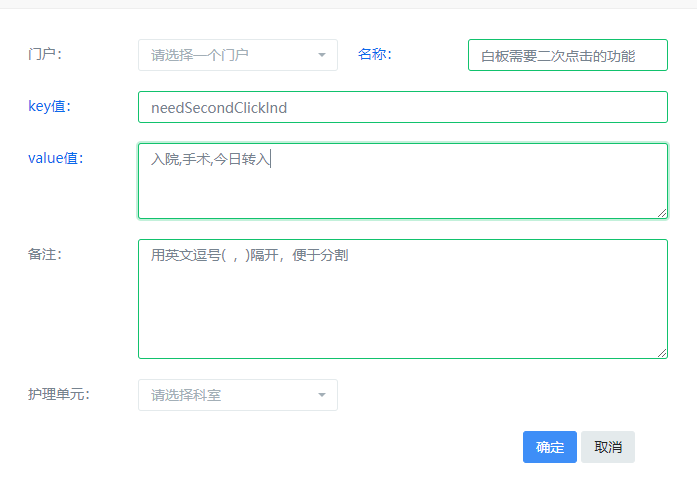 门户：
请选择一个门户
名称：
白板需要二次点击的功能
key值：
needSecondClickInd
value值：
入院,手术,今日转入
备注：
用英文逗号( ，)隔开，便于分割
护理单元：
请选择科室
确定
取消